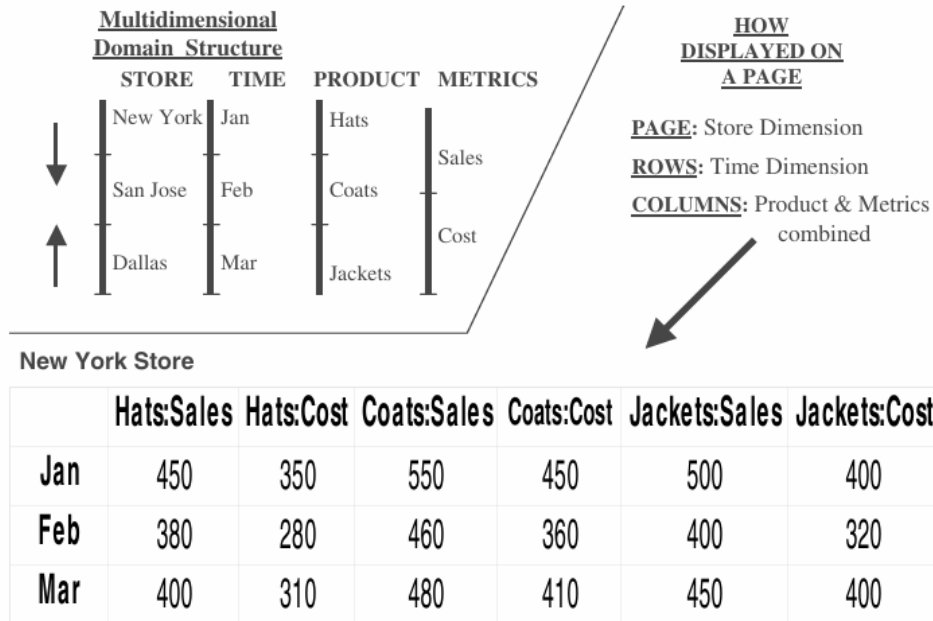 Multidimensional
Domain Structure
STORE TIME PRODUCT METRICS
New York Jan Hats
Sales
San Jose Feb Coats
Cost
Dallas Mar Jackets
HOW
DISPLAYED ON
A PAGE
PAGE: Store Dimension
ROWS: Time Dimension
COLUMNS: Product & Metrics
combined
New York Store
Hats:Sales Hats:Cost Coats:Sales Coats:Cost Jackets:Sales Jackets:Cost
Jan 450 350 550 450 500 400
Feb 380 280 460 360 400 320
Mar 400 310 480 410 450 400